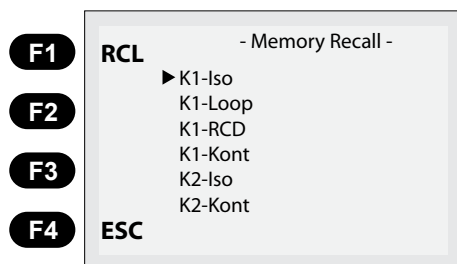 - Memory Recall -
F1 RCL
K1-Iso
K1-Loop
F2
K1-RCD
K1-Kont
F3
K2-Iso
K2-Kont
F4 ESC